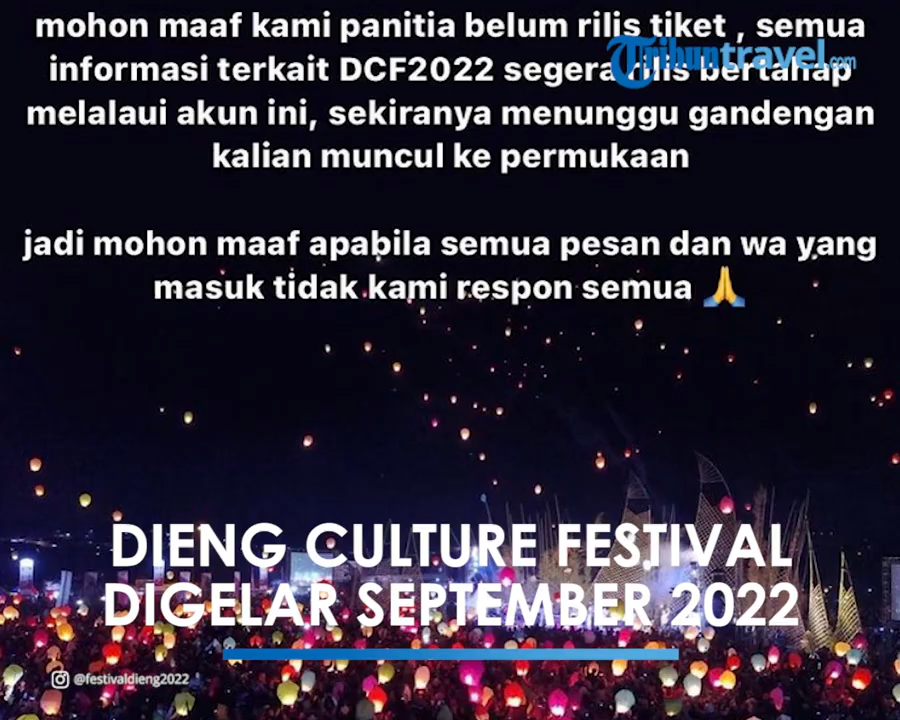 mohon maaf kami panitia belum rilis tiket , semua
Tribuntravel.com
informasi terkait DCF2022 segera rilis bertahap
melalaui akun ini, sekiranya menunggu gandengan
kalian muncul ke permukaan
jadi mohon maaf apabila semua pesan dan wa yang
masuk tidak kami respon semua 🙏
DIENG CULTURE FESTIVAL
DIGELAR SEPTEMBER 2022
@festivaldieng2022